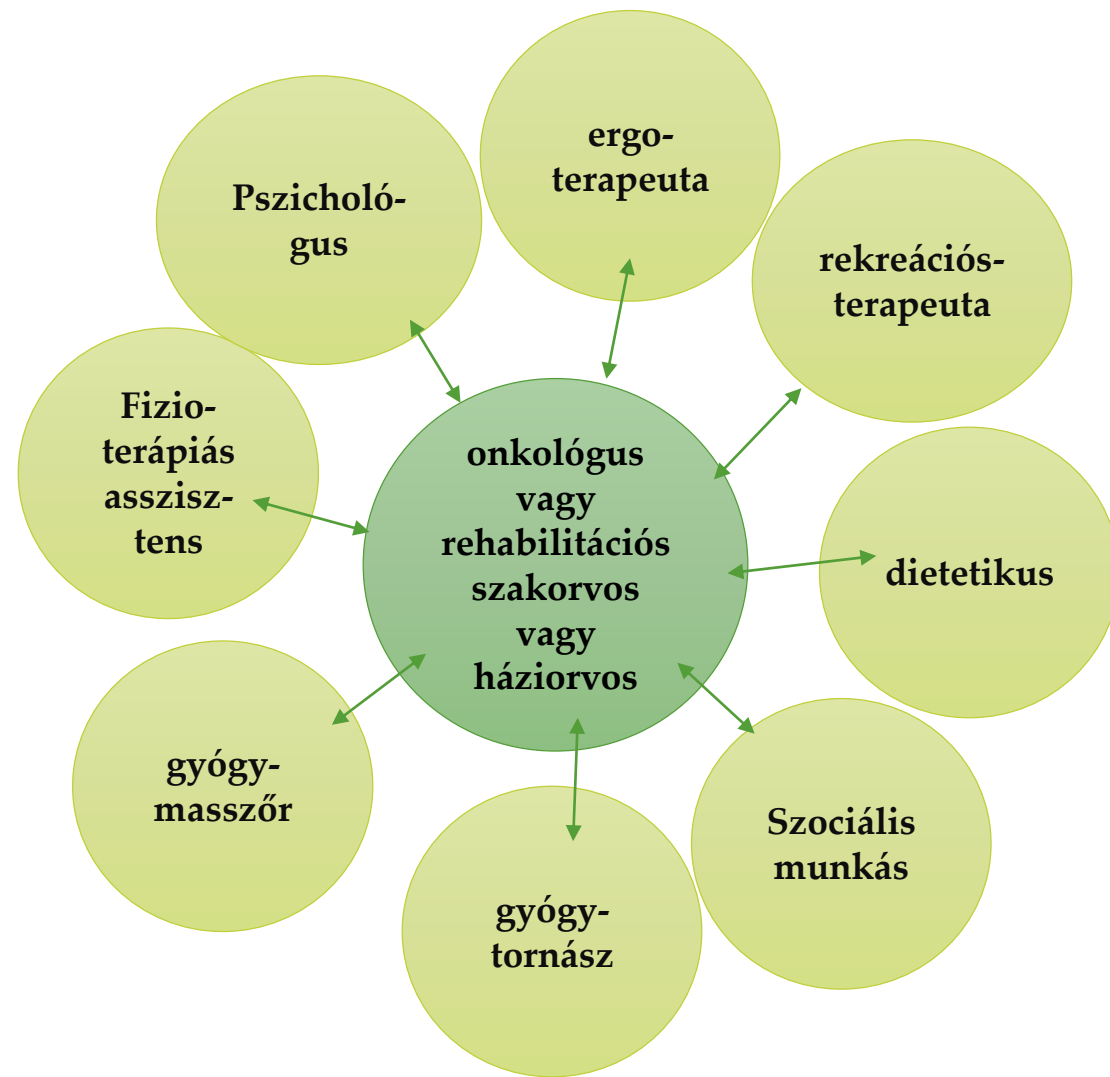 ergo-
terapeuta
Pszicholó-
gus
rekreációs-
terapeuta
Fizio-
terápiás
asszisz-
tens
onkológus
vagy
rehabilitációs
szakorvos
vagy
háziorvos
dietetikus
gyógy-
masszőr
Szociális
munkás
gyógy-
tornász